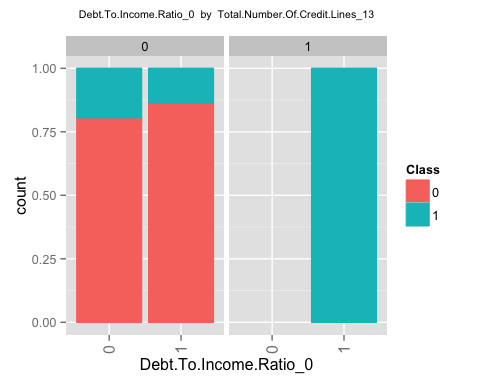 Debt.To.Income.Ratio_0 by Total.Number.Of.Credit.Lines_13
0 1
1.00
0.75
0.50
0.25
0.00
count
0 1 0 1
Debt.To.Income.Ratio_0
Class
0
1